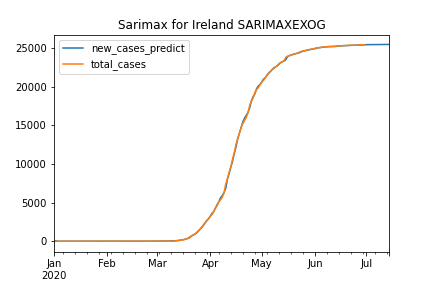 Sarimax for Ireland SARIMAXEXOG
new_cases_predict
total_cases
25000
20000
15000
10000
5000
0
Jan Feb Mar Apr May Jun Jul
2020